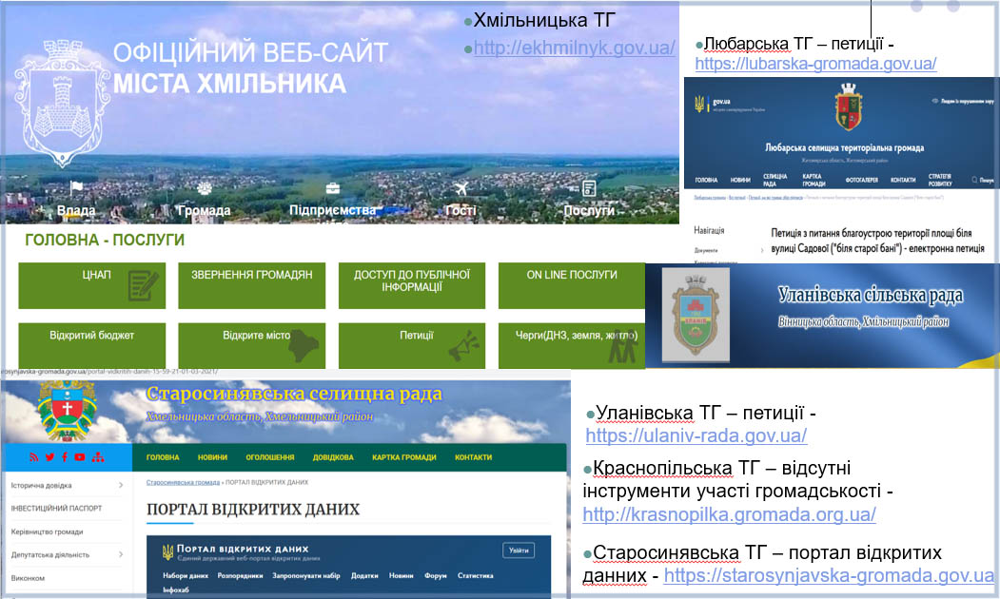 Хмільницька ТГ
http://ekhmilnyk.gov.ua/
ОФІЦІЙНИЙ ВЕБ-САЙТ
МІСТА ХМІЛЬНИКА
Влада Громада Підприємства Гості Послуги
ГОЛОВНА - ПОСЛУГИ
ЦНАП
ЗВЕРНЕННЯ ГРОМАДЯН
ДОСТУП ДО ПУБЛІЧНОЇ
ІНФОРМАЦІЇ
ON LINE ПОСЛУГИ
Відкритий бюджет
Відкрите місто
Петиції
Черги(ДНЗ, земля, житло)
Любарська ТГ – петиції -
https://lubarska-gromada.gov.ua/
gov.ua
місцеве самоврядування України
Людям із порушенням зору
Любарська селищна територіальна громада
Житомирська область, Житомирський район
ГОЛОВНА НОВИНИ СЕЛИЩНА РАДА КАРТКА ГРОМАДИ ФОТОГАЛЕРЕЯ КОНТАКТИ СТРАТЕГІЯ РОЗВИТКУ Пошук
Навігація
Документи
Петиція з питання благоустрою території площі біля
вулиці Садової ("біля старої бані") - електронна петиція
Уланівська сільська рада
Вінницька область, Хмільницький район
arosynjavska-gromada.gov.ua/portal-vidkritih-danih-15-59-21-01-03-2021/
Старосинявська селищна рада
Хмельницька область, Хмельницький район
ГОЛОВНА НОВИНИ ОГОЛОШЕННЯ ДОВІДКОВА КАРТКА ГРОМАДИ КОНТАКТИ
Історична довідка
ІНВЕСТИЦІЙНИЙ ПАСПОРТ
Керівництво громади
Депутатська діяльність
Виконком
Старосинявська громада » ПОРТАЛ ВІДКРИТИХ ДАНИХ
ПОРТАЛ ВІДКРИТИХ ДАНИХ
Портал відкритих даних
Єдиний державний веб-портал відкритих даних
Увійти
Набори даних Розпорядники Запропонувати набір Додатки Новини Форум Статистика
Інфохаб
Уланівська ТГ – петиції -
https://ulaniv-rada.gov.ua/
Краснопільська ТГ – відсутні
інструменти участі громадськості -
http://krasnopilka.gromada.org.ua/
Старосинявська ТГ – портал відкритих
данних - https://starosynjavska-gromada.gov.ua